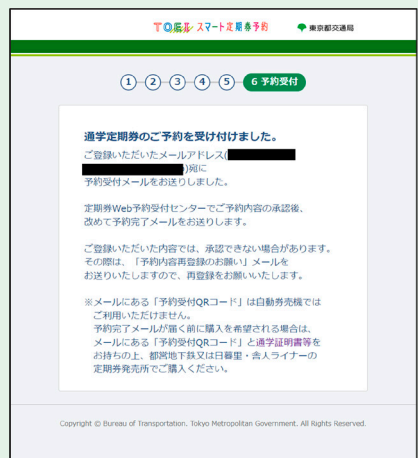 TOEI スマート定期券予約 東京都交通局
1 2 3 4 5 6 予約受付
通学定期券のご予約を受け付けました。
ご登録いただいたメールアドレス(
)宛に
予約受付メールをお送りしました。
定期券Web予約受付センターでご予約内容の承認後、
改めて予約完了メールをお送りします。
ご登録いただいた内容では、承認できない場合があります。
その際は、「予約内容再登録のお願い」メールを
お送りいたしますので、再登録をお願いいたします。
※メールにある「予約受付QRコード」は自動券売機では
ご利用いただけません。
予約完了メールが届く前に購入を希望される場合は、
メールにある「予約受付QRコード」と通学証明書等を
お持ちの上、都営地下鉄又は日暮里・舎人ライナーの
定期券発売所でご購入ください。
Copyright © Bureau of Transportation. Tokyo Metropolitan Government. All Rights Reserved.